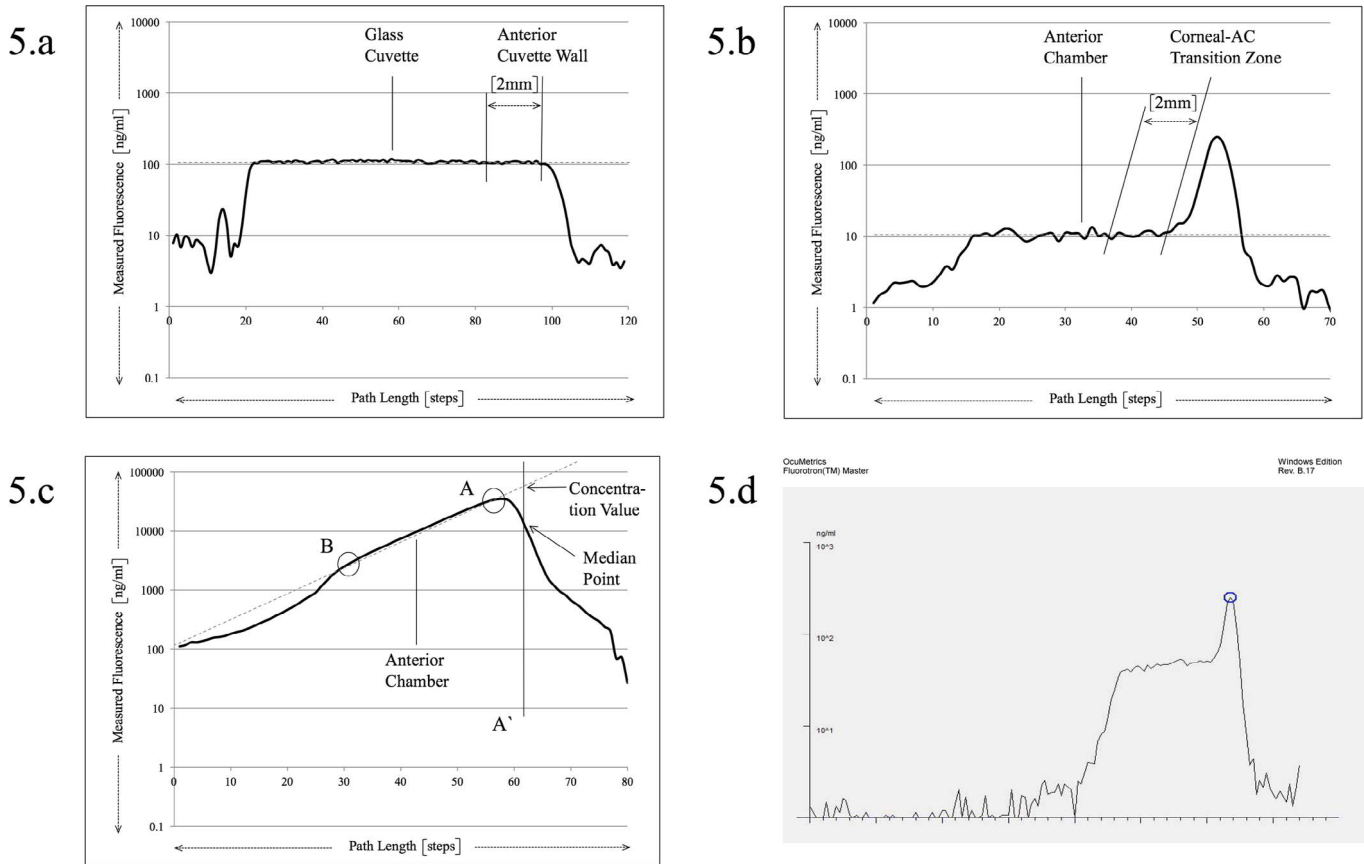 5.a
10000
1000
100
10
1
0.1
Measured Fluorescence [ng/ml]
Glass
Cuvette
Anterior
Cuvette Wall
[2mm]
0 20 40 60 80 100 120
Path Length [steps]
5.b
10000
1000
100
10
1
0.1
Measured Fluorescence [ng/ml]
Anterior
Chamber
Corneal-AC
Transition Zone
[2mm]
0 10 20 30 40 50 60 70
Path Length [steps]
5.c
100000
10000
1000
100
10
1
0.1
Measured Fluorescence [ng/ml]
A
B
Concentra-
tion Value
Median
Point
Anterior
Chamber
A`
0 10 20 30 40 50 60 70 80
Path Length [steps]
5.d
OcuMetrics
Fluorotron(TM) Master
Windows Edition
Rev. B.17
ng/ml
10^3
10^2
10^1